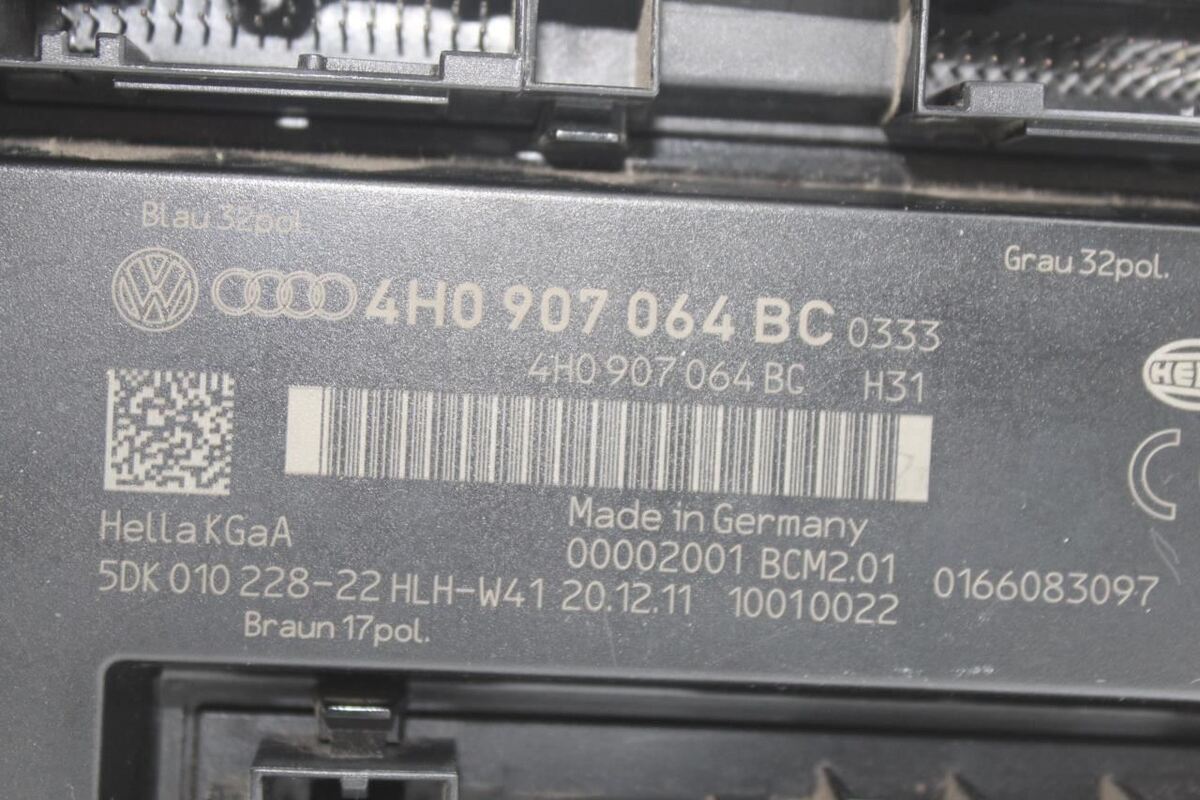 Blau 32pol.
Grau 32pol.
4H0 907 064 BC 0333
4H0 907 064 BC H31
Hella KGaA
Made in Germany
00002001 BCM2.01
5DK 010 228-22 HLH-W41 20.12.11 10010022
0166083097
Braun 17pol.